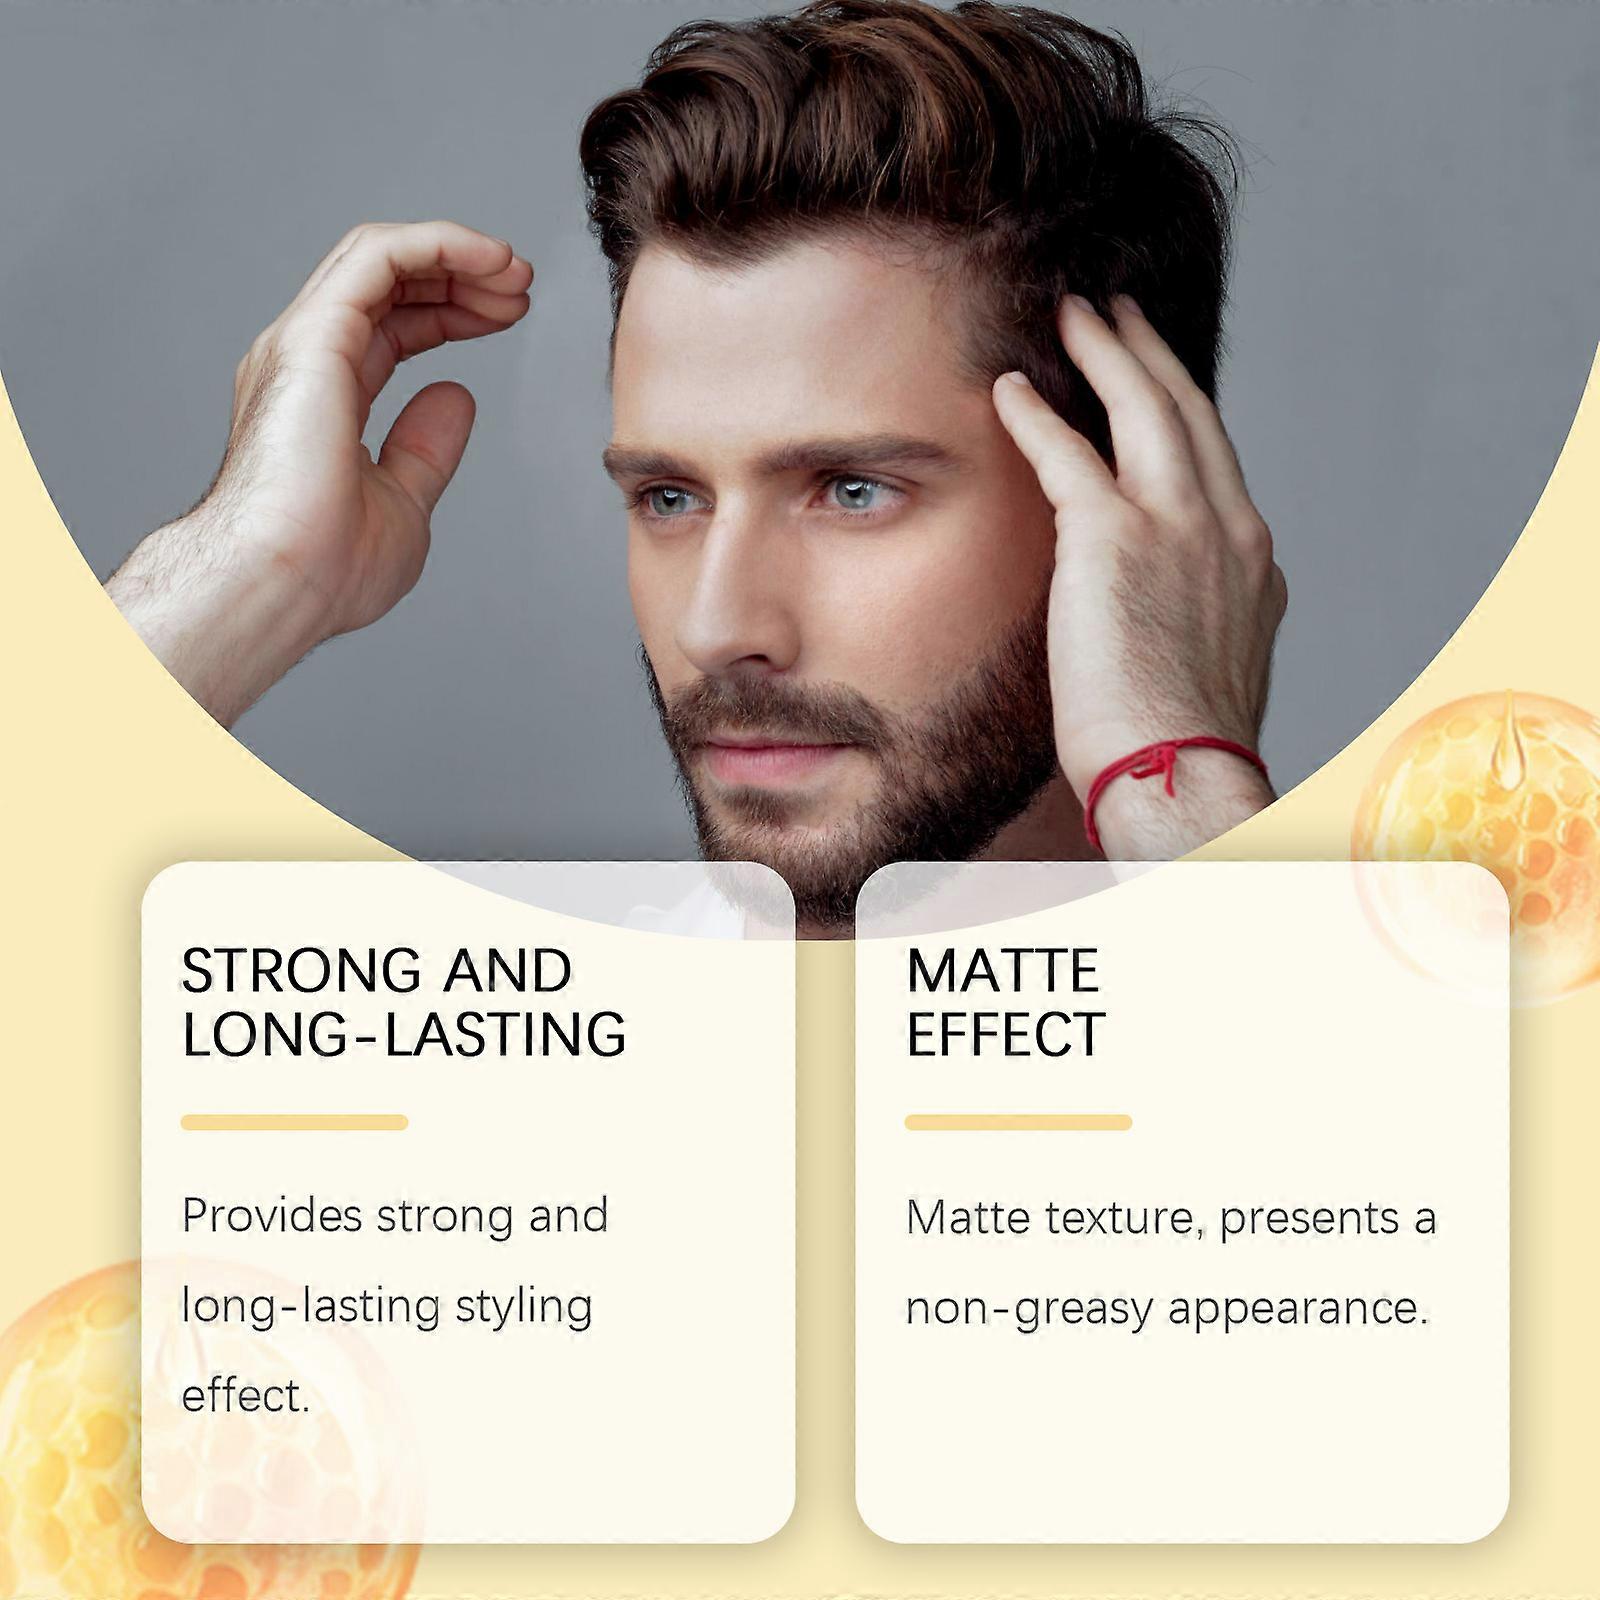 STRONG AND
LONG-LASTING
Provides strong and
long-lasting styling
effect.
MATTE
EFFECT
Matte texture, presents a
non-greasy appearance.